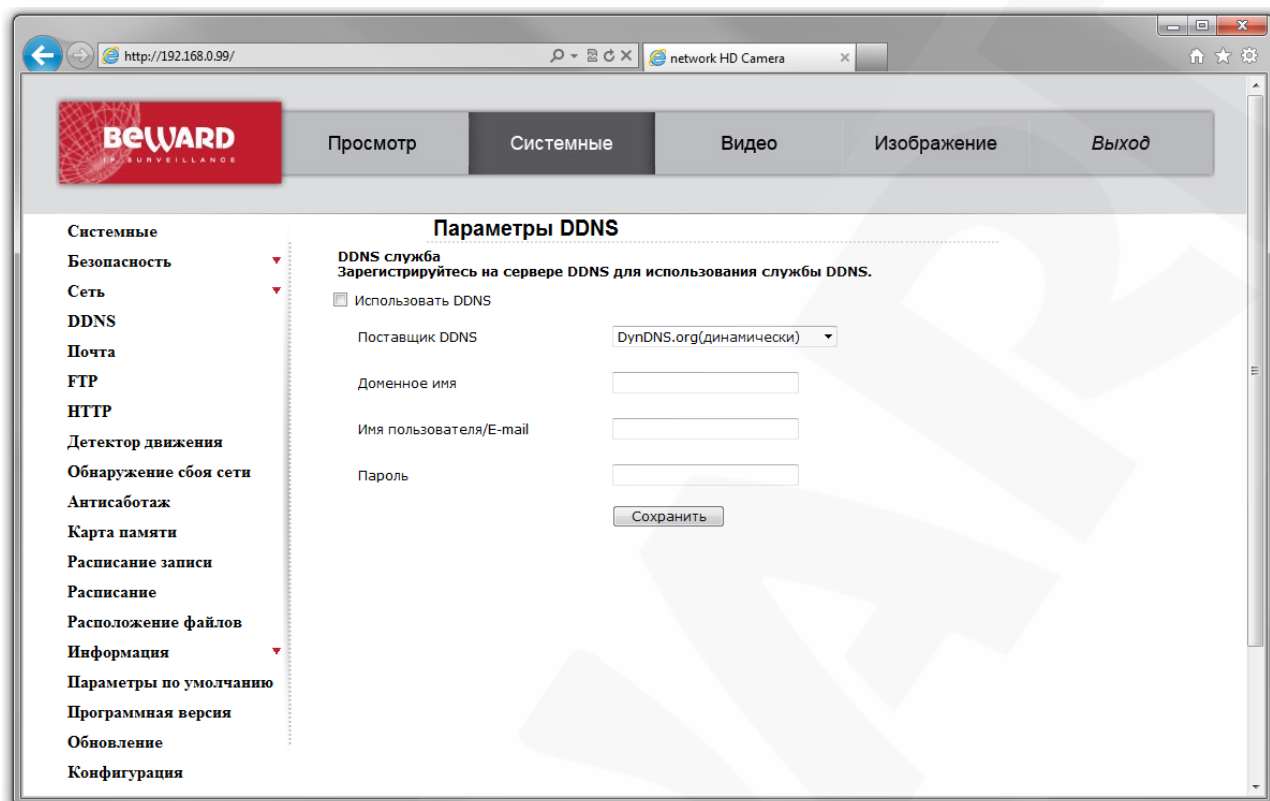 http://192.168.0.99/
network HD Camera
BEWARD
IP SURVEILLANCE
Просмотр
Системные
Видео
Изображение
Выход
Системные
Безопасность
Сеть
DDNS
Почта
FTP
HTTP
Детектор движения
Обнаружение сбоя сети
Антисаботаж
Карта памяти
Расписание записи
Расписание
Расположение файлов
Информация
Параметры по умолчанию
Программная версия
Обновление
Конфигурация
Параметры DDNS
DDNS служба
Зарегистрируйтесь на сервере DDNS для использования службы DDNS.
Использовать DDNS
Поставщик DDNS
DynDNS.org(динамически)
Доменное имя
Имя пользователя/E-mail
Пароль
Сохранить